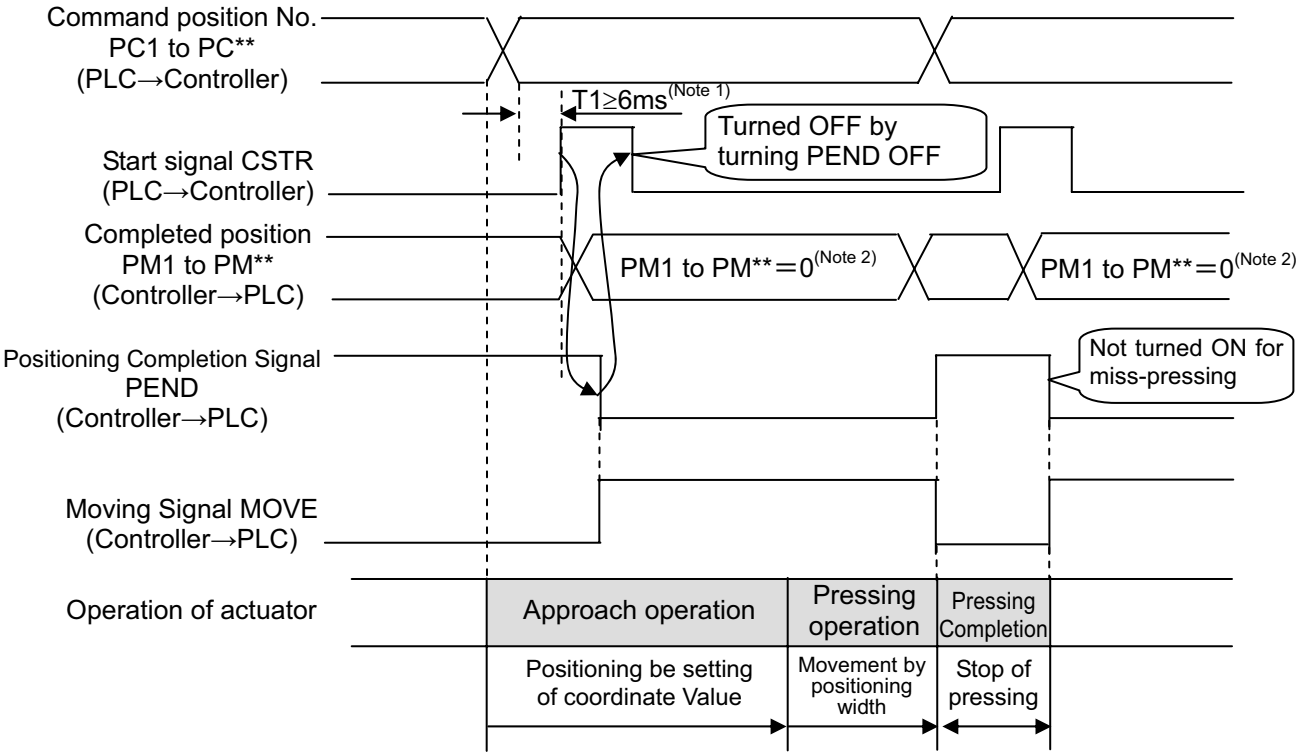 Command position No.
PC1 to PC**
(PLC→Controller)
T1≥6ms(Note 1)
Turned OFF by
turning PEND OFF
Start signal CSTR
(PLC→Controller)
Completed position
PM1 to PM**
(Controller→PLC)
PM1 to PM**=0(Note 2)
PM1 to PM**=0(Note 2)
Positioning Completion Signal
PEND
(Controller→PLC)
Not turned ON for
miss-pressing
Moving Signal MOVE
(Controller→PLC)
Operation of actuator
Approach operation
Pressing
operation
Pressing
Completion
Positioning be setting
of coordinate Value
Movement by
positioning
width
Stop of
pressing